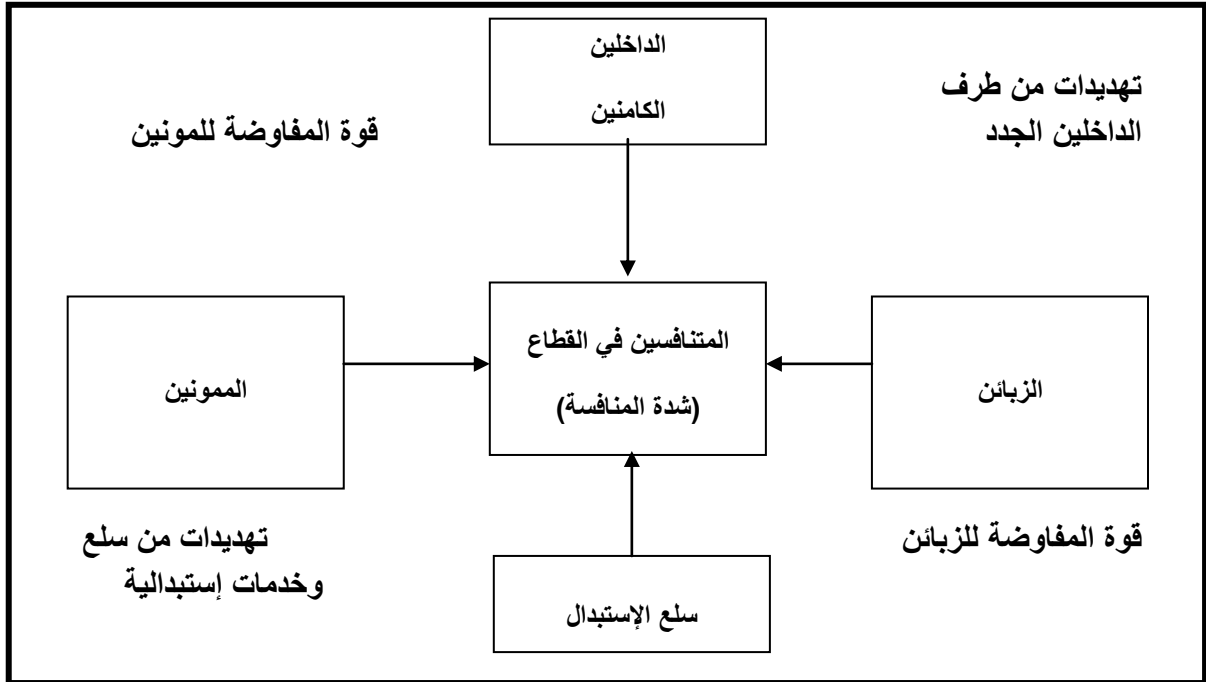 الداخلين
الكامنين
تهديدات من طرف
الداخلين الجدد
قوة المفاوضة للمونين
المتنافسين في القطاع
(شدة المنافسة)
الزبائن
الممونين
قوة المفاوضة للزبائن
تهديدات من سلع
وخدمات إستبدالية
سلع الإستبدال